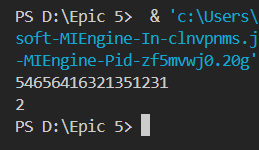 PS D:\Epic 5>  & 'c:\Users\
soft-MIEngine-In-clnvpnms.j
-MIEngine-Pid-zf5mvwj0.20g'
54656416321351231
2
PS D:\Epic 5>